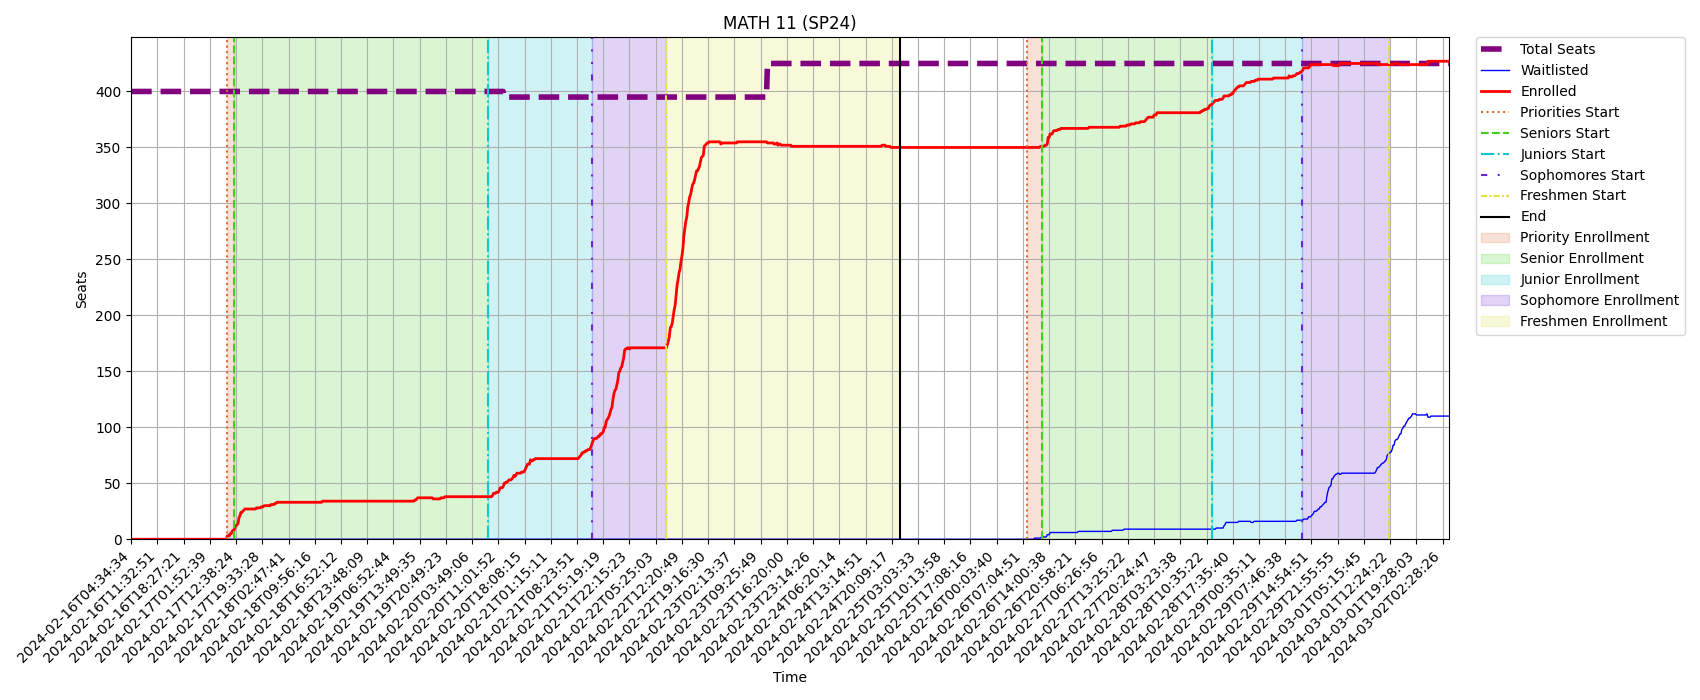 MATH 11 (SP24)
Seats
400
350
300
250
200
150
100
50
0
2024-02-16T04:34:34
2024-02-16T11:32:51
2024-02-16T18:27:21
2024-02-17T01:52:39
2024-02-17T12:38:24
2024-02-17T19:33:28
2024-02-18T02:47:41
2024-02-18T09:56:16
2024-02-18T16:52:12
2024-02-18T23:48:09
2024-02-19T06:52:44
2024-02-19T13:49:35
2024-02-19T20:49:23
2024-02-20T03:49:06
2024-02-20T11:01:52
2024-02-20T18:08:15
2024-02-21T01:15:11
2024-02-21T08:23:51
2024-02-21T15:19:19
2024-02-21T22:15:23
2024-02-22T05:25:03
2024-02-22T12:20:49
2024-02-22T19:16:30
2024-02-23T02:13:37
2024-02-23T09:25:49
2024-02-23T16:20:00
2024-02-23T23:14:26
2024-02-24T06:20:14
2024-02-24T13:14:51
2024-02-24T20:09:17
2024-02-25T03:03:33
2024-02-25T10:13:58
2024-02-25T17:08:16
2024-02-26T00:03:40
2024-02-26T07:04:51
2024-02-26T14:00:38
2024-02-26T20:58:21
2024-02-27T06:26:56
2024-02-27T13:25:22
2024-02-27T20:24:47
2024-02-28T03:23:38
2024-02-28T10:35:22
2024-02-28T17:35:40
2024-02-29T00:35:11
2024-02-29T07:46:38
2024-02-29T14:54:51
2024-02-29T21:55:55
2024-03-01T05:15:45
2024-03-01T12:24:22
2024-03-01T19:28:03
2024-03-02T02:28:26
Time
Total Seats
Waitlisted
Enrolled
Priorities Start
Seniors Start
Juniors Start
Sophomores Start
Freshmen Start
End
Priority Enrollment
Senior Enrollment
Junior Enrollment
Sophomore Enrollment
Freshmen Enrollment